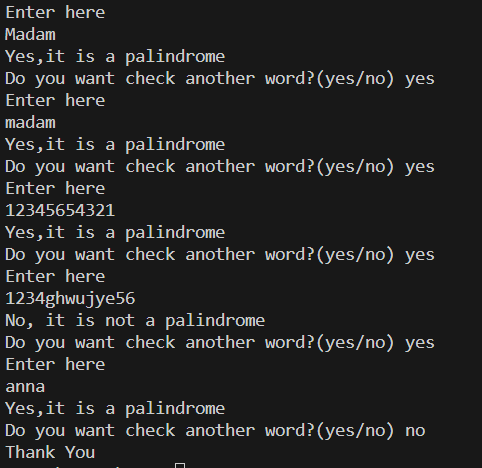 Enter here
Madam
Yes,it is a palindrome
Do you want check another word?(yes/no) yes
Enter here
madam
Yes,it is a palindrome
Do you want check another word?(yes/no) yes
Enter here
12345654321
Yes,it is a palindrome
Do you want check another word?(yes/no) yes
Enter here
1234ghwujye56
No, it is not a palindrome
Do you want check another word?(yes/no) yes
Enter here
anna
Yes,it is a palindrome
Do you want check another word?(yes/no) no
Thank You